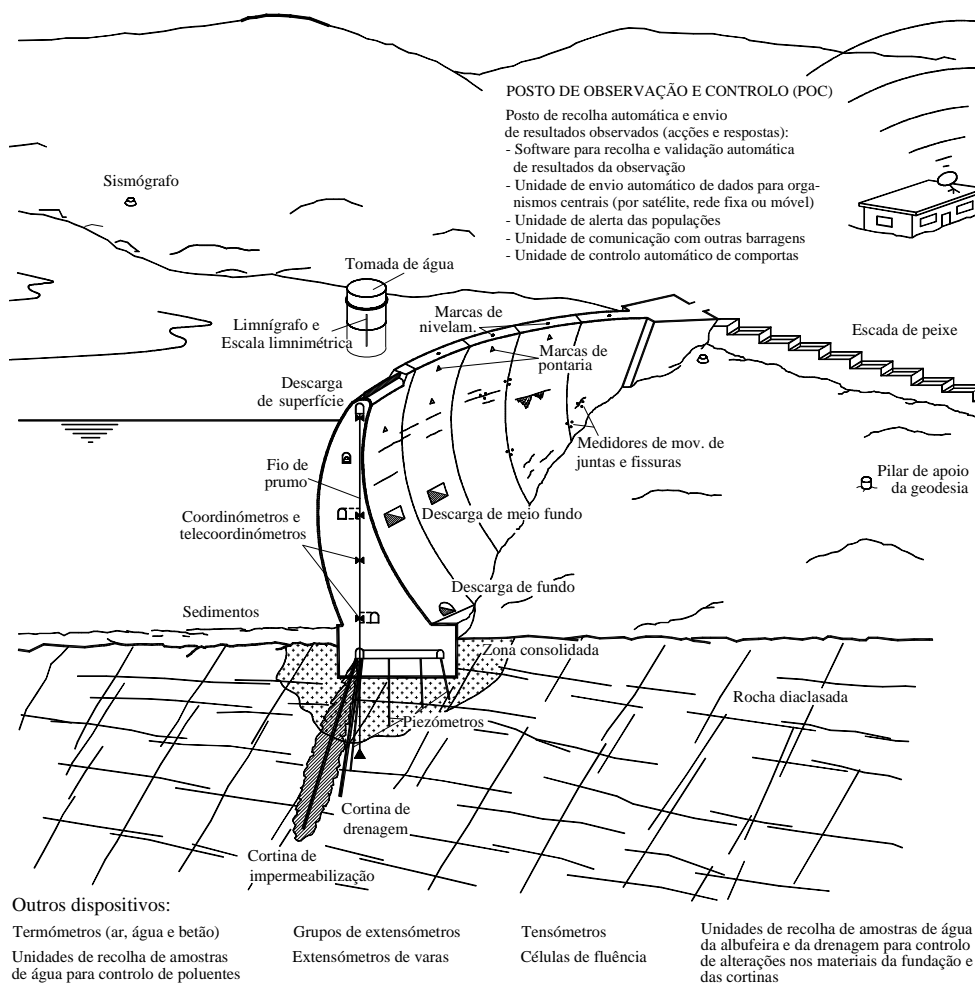 POSTO DE OBSERVAÇÃO E CONTROLO (POC)
Posto de recolha automática e envio
de resultados observados (acções e respostas):
- Software para recolha e validação automática
de resultados da observação
- Unidade de envio automático de dados para orga-
nismos centrais (por satélite, rede fixa ou móvel)
- Unidade de alerta das populações
- Unidade de comunicação com outras barragens
- Unidade de controlo automático de comportas
Sismógrafo
Tomada de água
Limnígrafo e
Escala limnimétrica
Marcas de
nivelam.
Marcas de
pontaria
Escada de peixe
Descarga
de superfície
Medidores de mov. de
juntas e fissuras
Fio de
prumo
Pilar de apoio
da geodesia
Coordinómetros e
telecoordinómetros
Descarga de meio fundo
Descarga de fundo
Sedimentos
Zona consolidada
Rocha diaclasada
Piezómetros
Cortina de
drenagem
Cortina de
impermeabilização
Outros dispositivos:
Termómetros (ar, água e betão)
Unidades de recolha de amostras
de água para controlo de poluentes
Grupos de extensómetros
Extensómetros de varas
Tensómetros
Células de fluência
Unidades de recolha de amostras de água
da albufeira e da drenagem para controlo
de alterações nos materiais da fundação e
das cortinas